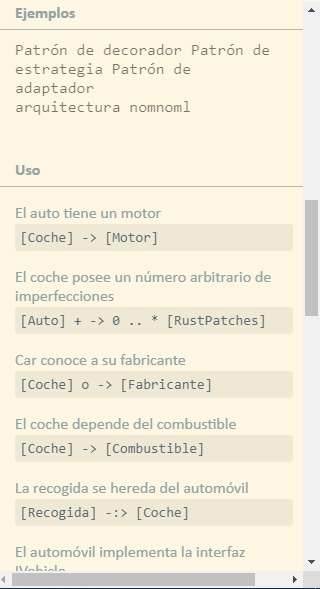 Ejemplos
Patrón de decorador Patrón de
estrategia Patrón de
adaptador
arquitectura nomnoml
Uso
El auto tiene un motor
[Coche] -> [Motor]
El coche posee un número arbitrario de
imperfecciones
[Auto] + -> 0 .. * [RustPatches]
Car conoce a su fabricante
[Coche] o -> [Fabricante]
El coche depende del combustible
[Coche] -> [Combustible]
La recogida se hereda del automóvil
[Recogida] -:> [Coche]
El automóvil implementa la interfaz
IVehicle